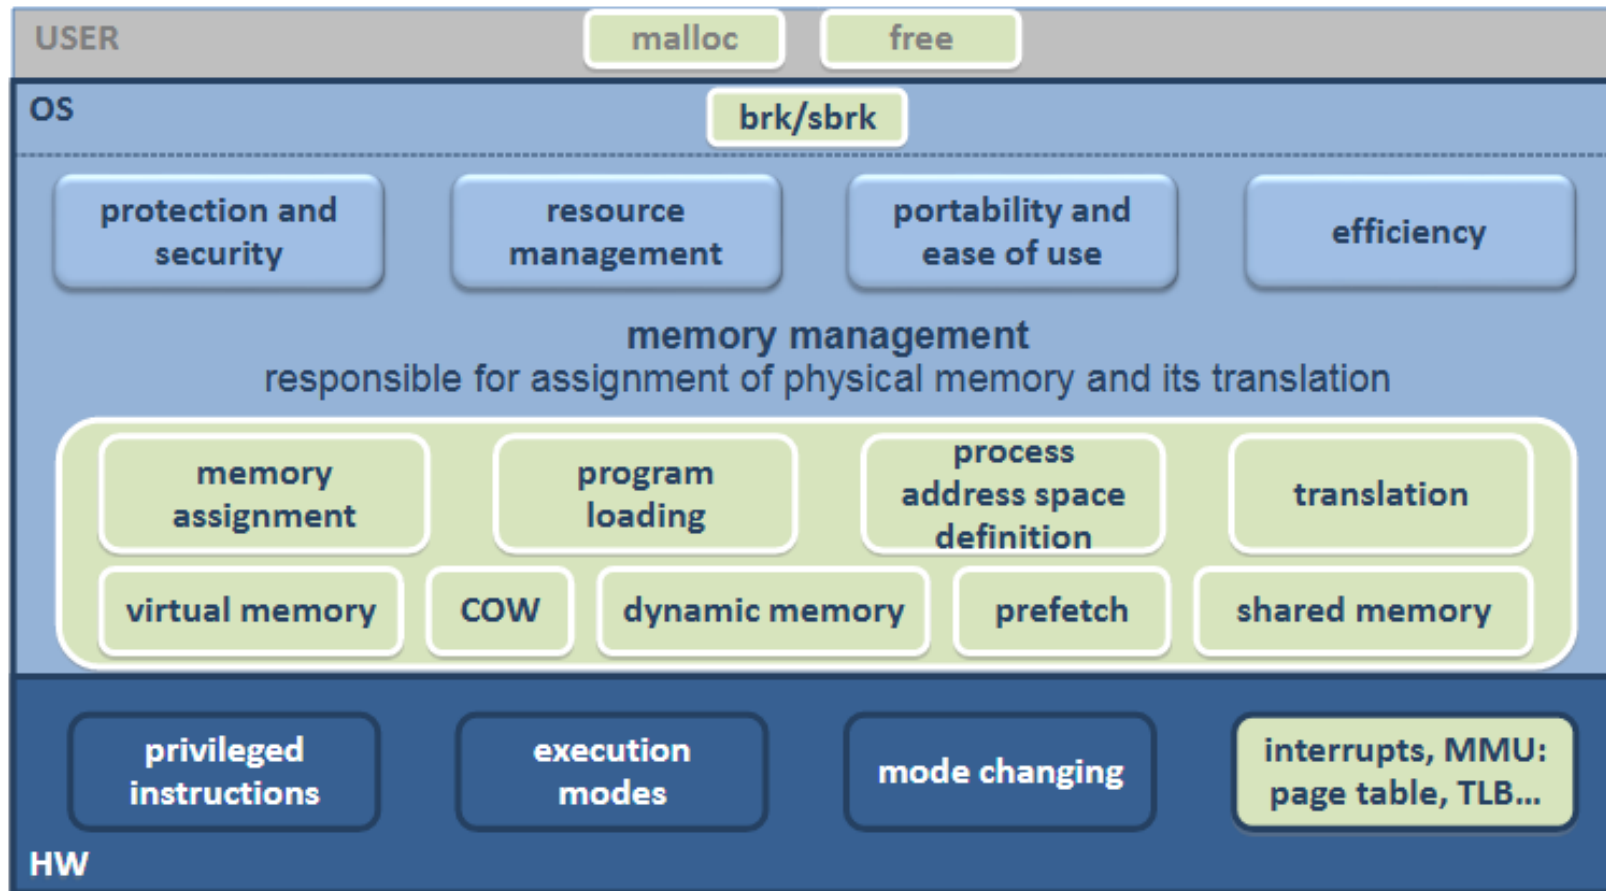 USER
malloc
free
OS
brk/sbrk
protection and
security
resource
management
portability and
ease of use
efficiency
memory management
responsible for assignment of physical memory and its translation
memory
assignment
program
loading
process
address space
definition
translation
virtual memory
COW
dynamic memory
prefetch
shared memory
privileged
instructions
execution
modes
mode changing
interrupts, MMU:
page table, TLB...
HW